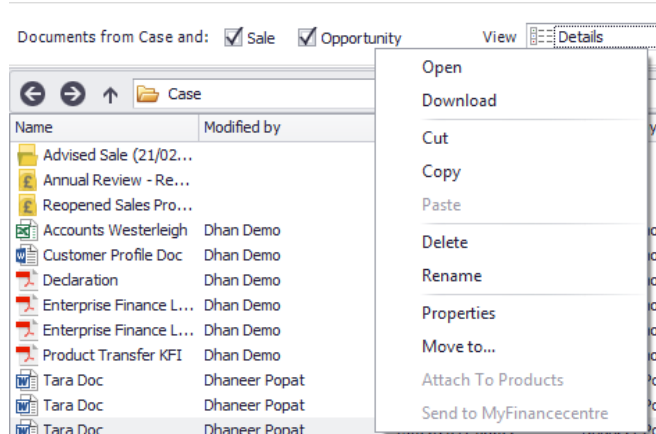 Documents from Case and: Sale Opportunity View Details
Case
Name Modified by
Advised Sale (21/02...
Annual Review - Re...
Reopened Sales Pro...
Accounts Westerleigh Dhan Demo
Customer Profile Doc Dhan Demo
Declaration Dhan Demo
Enterprise Finance L... Dhan Demo
Enterprise Finance L... Dhan Demo
Product Transfer KFI Dhan Demo
Tara Doc Dhaneer Popat
Tara Doc Dhaneer Popat
Tara Doc Dhaneer Popat
Open
Download
Cut
Copy
Paste
Delete
Rename
Properties
Move to...
Attach To Products
Send to MyFinancecentre